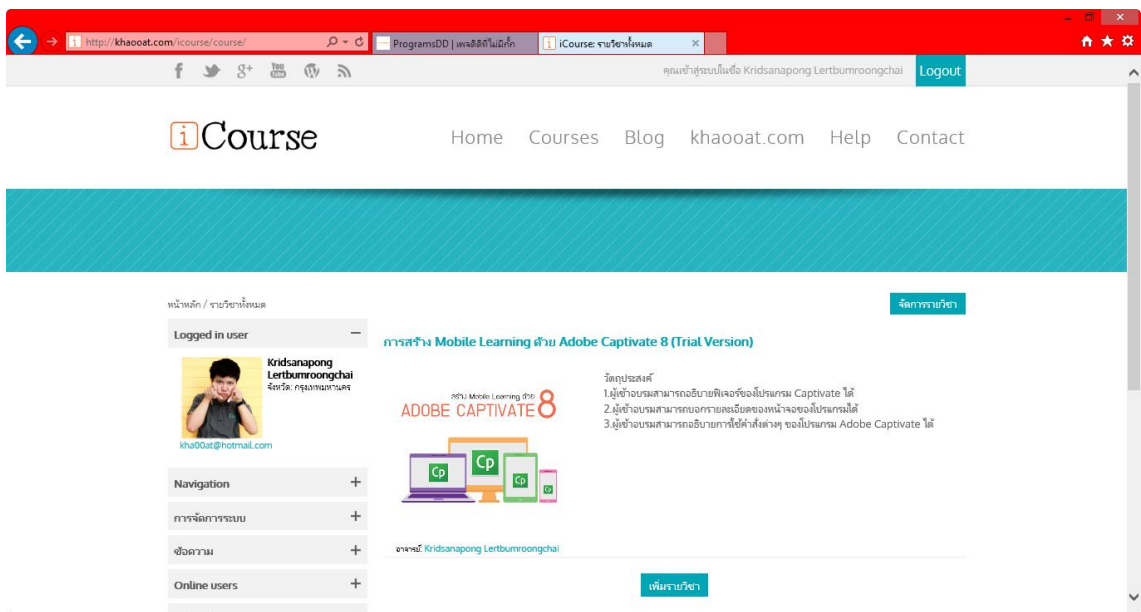 http://khaooat.com/icourse/course/
ProgramsDD | เพจดีดีที่ไม่มีกั๊ก
iCourse: รายวิชาทั้งหมด
You Tube
คุณเข้าสู่ระบบในชื่อ Kridsanapong Lertbumroongchai
Logout
iCourse
Home Courses Blog khaooat.com Help Contact
หน้าหลัก / รายวิชาทั้งหมด
จัดการรายวิชา
Logged in user
Kridsanapong
Lertbumroongchai
จังหวัด: กรุงเทพมหานคร
kha00at@hotmail.com
Navigation
การจัดการระบบ
ข้อความ
Online users
การสร้าง Mobile Learning ด้วย Adobe Captivate 8 (Trial Version)
สร้าง Mobile Learning ด้วย
ADOBE CAPTIVATE 8
Cp
Cp
Cp
Cp
วัตถุประสงค์
1.ผู้เข้าอบรมสามารถอธิบายฟีเจอร์ของโปรแกรม Captivate ได้
2.ผู้เข้าอบรมสามารถบอกรายละเอียดของหน้าจอของโปรแกรมได้
3.ผู้เข้าอบรมสามารถอธิบายการใช้คำสั่งต่างๆ ของโปรแกรม Adobe Captivate ได้
อาจารย์: Kridsanapong Lertbumroongchai
เพิ่มรายวิชา